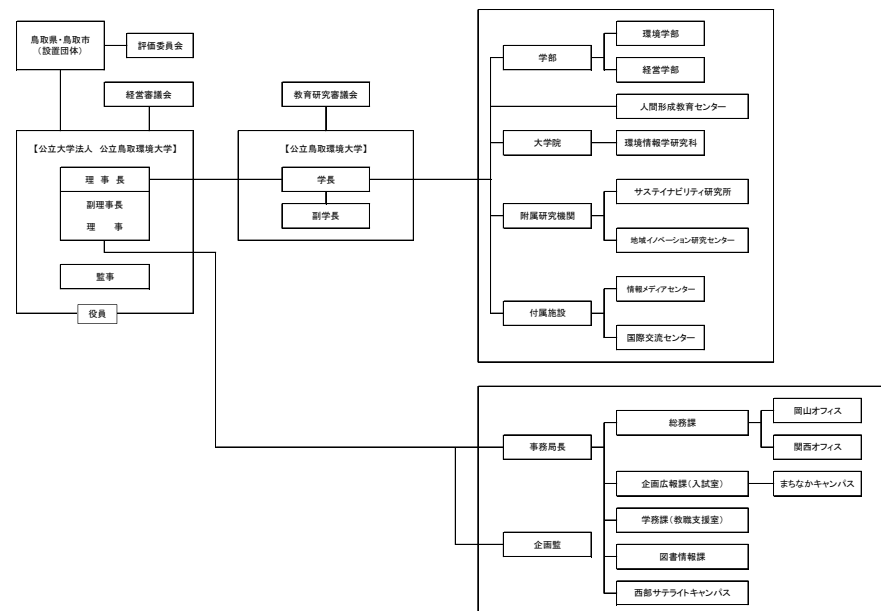 鳥取県・鳥取市
（設置団体）
評価委員会
経営審議会
教育研究審議会
【公立大学法人　公立鳥取環境大学】
理　事　長
副理事長
理　　事
監事
役員
【公立鳥取環境大学】
学長
副学長
学部
環境学部
経営学部
人間形成教育センター
大学院
環境情報学研究科
附属研究機関
サステイナビリティ研究所
地域イノベーション研究センター
付属施設
情報メディアセンター
国際交流センター
事務局長
総務課
岡山オフィス
関西オフィス
企画広報課（入試室）
まちなかキャンパス
学務課（教職支援室）
企画監
図書情報課
西部サテライトキャンパス